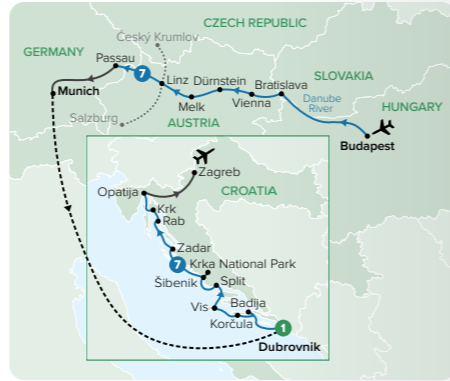 CZECH REPUBLIC
Český Krumlov
GERMANY
Passau
7
Linz
Dürnstein
Bratislava
SLOVAKIA
Munich
Melk
Vienna
Danube
River
HUNGARY
Salzburg
AUSTRIA
Budapest
Zagreb
Opatija
CROATIA
Krk
Rab
Zadar
7
Krka National Park
Šibenik
Split
Vis
Badija
Korčula
1
Dubrovnik